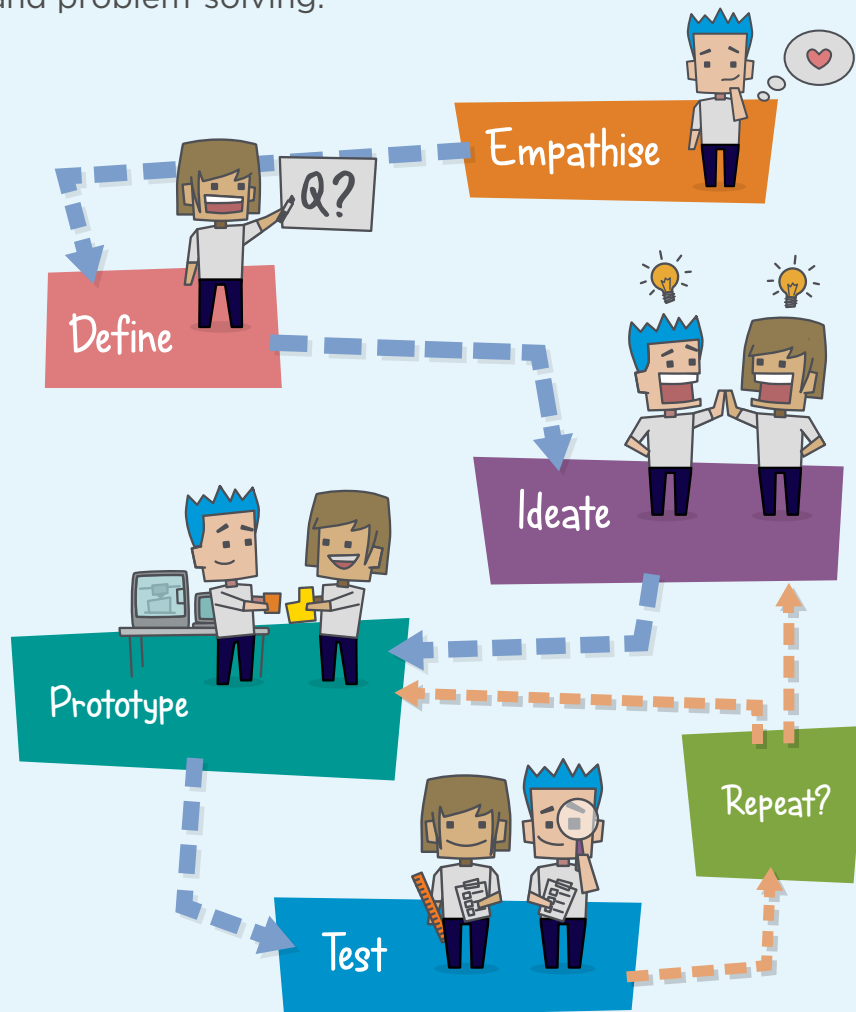 and problem-solving.
Empathise
Q?
Define
Ideate
Prototype
Repeat?
Test